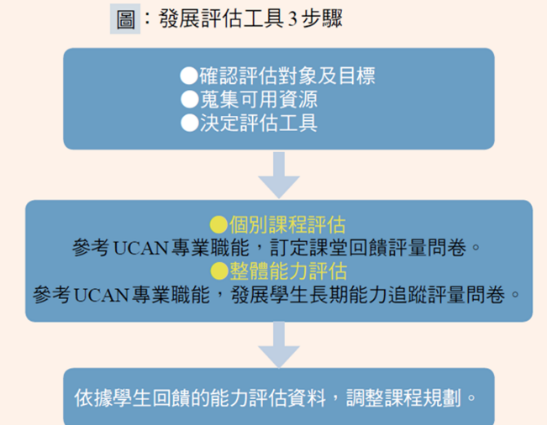 圖：發展評估工具3步驟
●確認評估對象及目標
●蒐集可用資源
●決定評估工具
●個別課程評估
參考UCAN專業職能，訂定課堂回饋評量問卷。
●整體能力評估
參考UCAN專業職能，發展學生長期能力追蹤評量問卷。
依據學生回饋的能力評估資料，調整課程規劃。